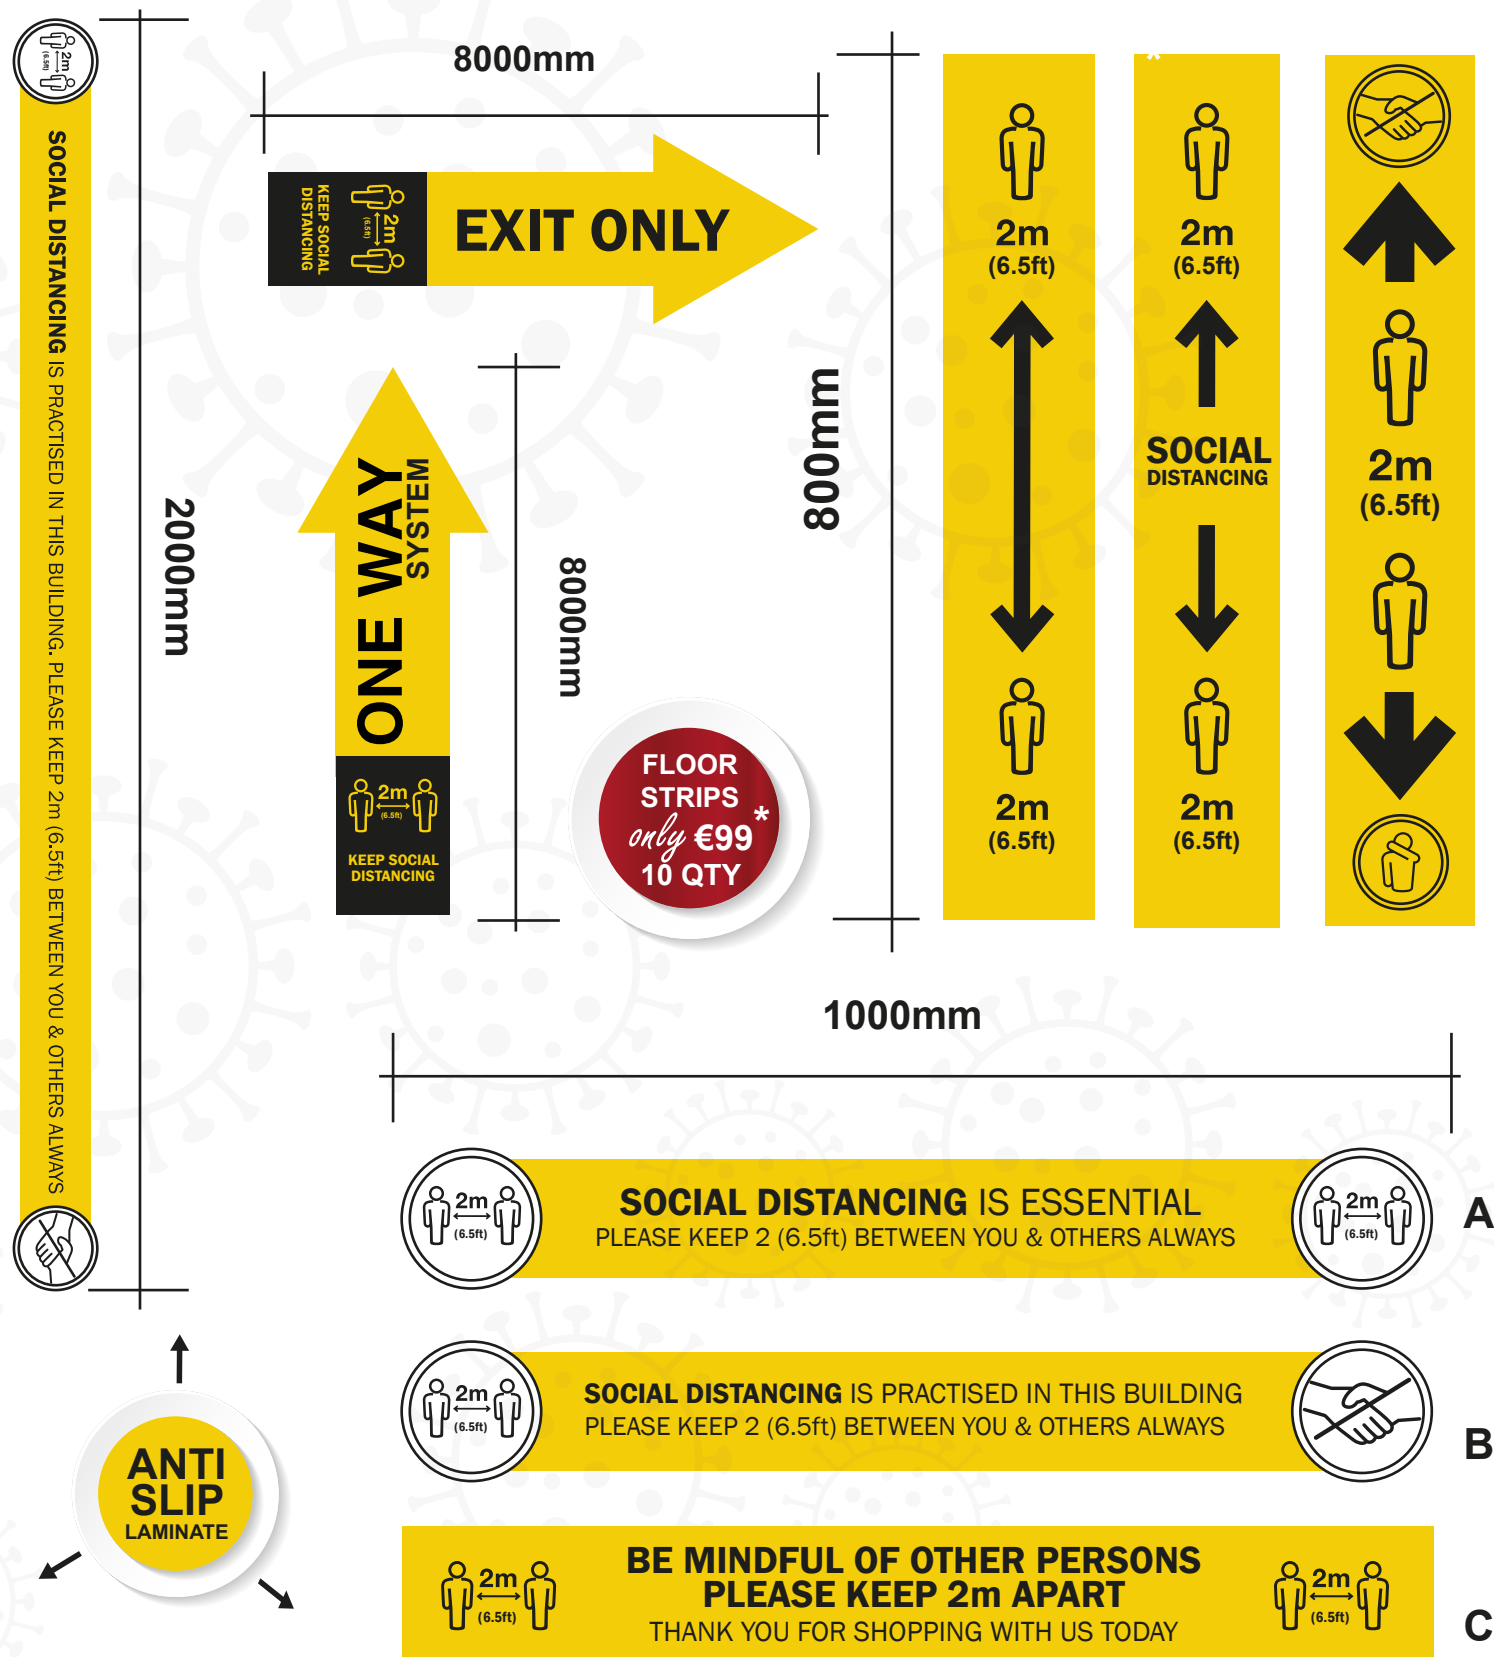 2m
(6.5ft)
SOCIAL DISTANCING IS PRACTISED IN THIS BUILDING. PLEASE KEEP 2m (6.5ft) BETWEEN YOU & OTHERS ALWAYS
2000mm
8000mm
KEEP SOCIAL
DISTANCING
2m
(6.5ft)
EXIT ONLY
ONE WAY
SYSTEM
2m
(6.5ft)
KEEP SOCIAL
DISTANCING
8000mm
FLOOR
STRIPS
only €99*
10 QTY
800mm
2m
(6.5ft)
2m
(6.5ft)
*
2m
(6.5ft)
SOCIAL
DISTANCING
2m
(6.5ft)
2m
(6.5ft)
1000mm
2m
(6.5ft)
SOCIAL DISTANCING IS ESSENTIAL
PLEASE KEEP 2 (6.5ft) BETWEEN YOU & OTHERS ALWAYS
2m
(6.5ft)
A
2m
(6.5ft)
SOCIAL DISTANCING IS PRACTISED IN THIS BUILDING
PLEASE KEEP 2 (6.5ft) BETWEEN YOU & OTHERS ALWAYS
B
ANTI
SLIP
LAMINATE
2m
(6.5ft)
BE MINDFUL OF OTHER PERSONS
PLEASE KEEP 2m APART
THANK YOU FOR SHOPPING WITH US TODAY
2m
(6.5ft)
C